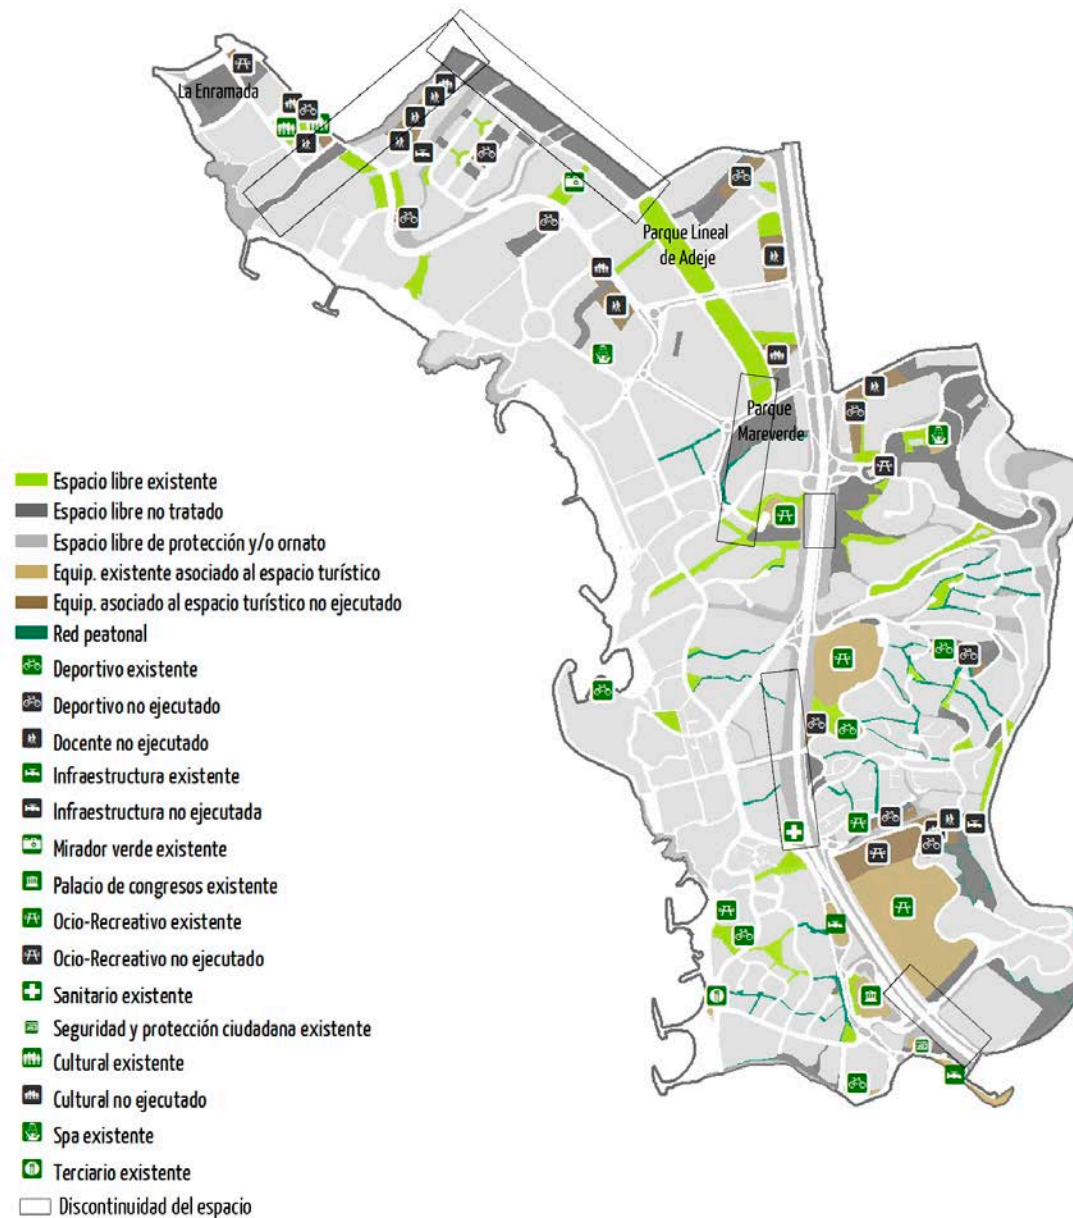 La Enramada
Parque Lineal
de Adeje
Parque
Mareverde
Espacio libre existente
Espacio libre no tratado
Espacio libre de protección y/o ornato
Equip. existente asociado al espacio turístico
Equip. asociado al espacio turístico no ejecutado
Red peatonal
Deportivo existente
Deportivo no ejecutado
Docente no ejecutado
Infraestructura existente
Infraestructura no ejecutada
Mirador verde existente
Palacio de congresos existente
Ocio-Recreativo existente
Ocio-Recreativo no ejecutado
Sanitario existente
Seguridad y protección ciudadana existente
Cultural existente
Cultural no ejecutado
Spa existente
Terciario existente
Discontinuidad del espacio